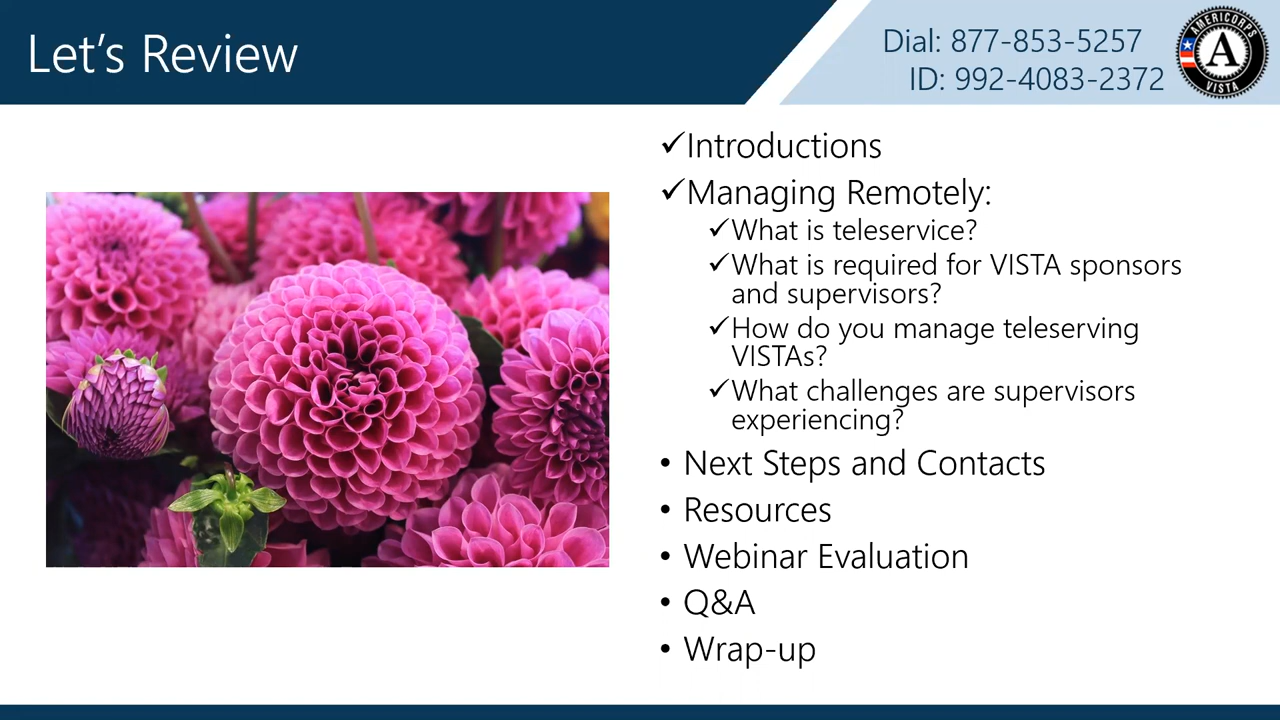 Let’s Review
Dial: 877-853-5257
ID: 992-4083-2372
AMERICORPS
A
VISTA
✓Introductions
✓Managing Remotely:
✓What is teleservice?
✓What is required for VISTA sponsors
and supervisors?
✓How do you manage teleserving
VISTAs?
✓What challenges are supervisors
experiencing?
• Next Steps and Contacts
• Resources
• Webinar Evaluation
• Q&A
• Wrap-up